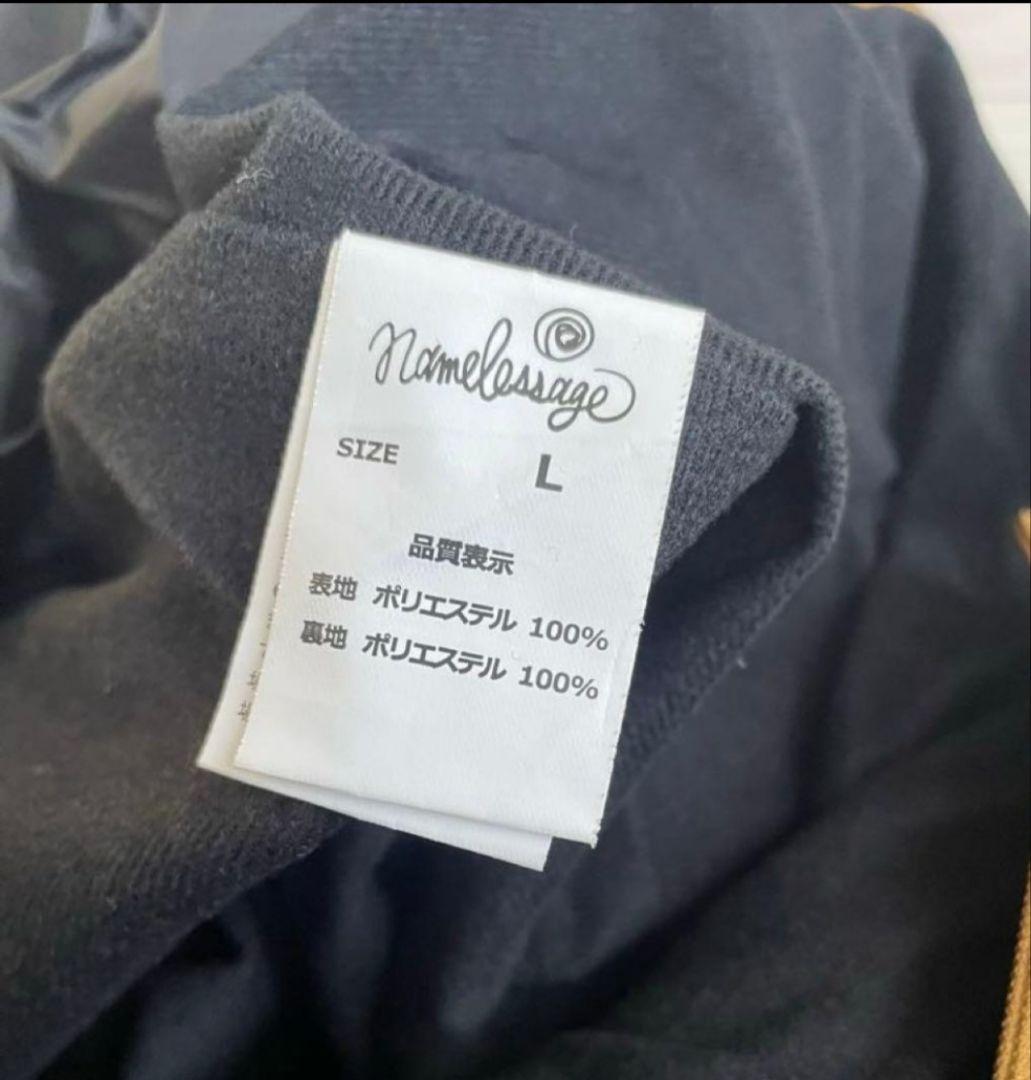 namelessage
SIZE L
品質表示
表地 ポリエステル 100%
裏地 ポリエステル 100%